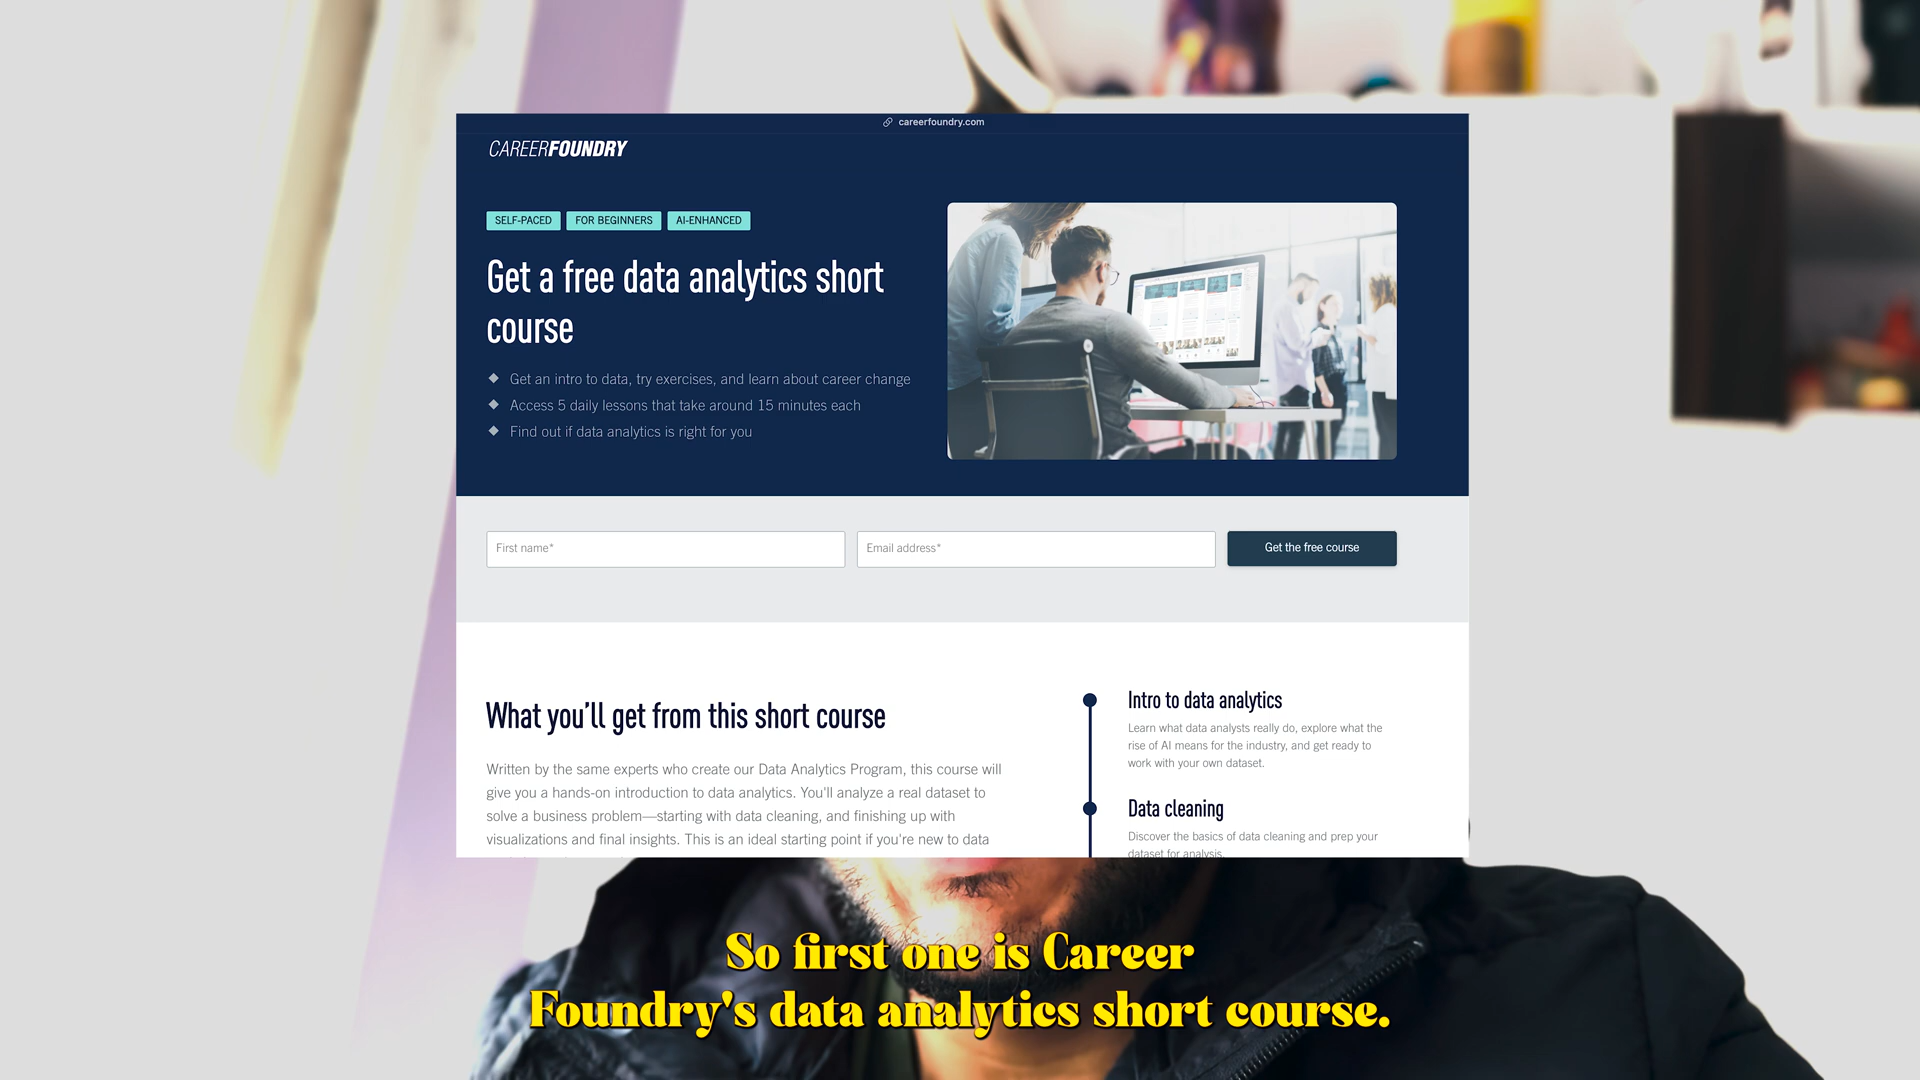 careerfoundry.com
CAREERFOUNDRY
SELF-PACED FOR BEGINNERS AI-ENHANCED
Get a free data analytics short
course
Get an intro to data, try exercises, and learn about career change
Access 5 daily lessons that take around 15 minutes each
Find out if data analytics is right for you
First name* Email address* Get the free course
What you'll get from this short course
Written by the same experts who create our Data Analytics Program, this course will
give you a hands-on introduction to data analytics. You'll analyze a real dataset to
solve a business problem—starting with data cleaning, and finishing up with
visualizations and final insights. This is an ideal starting point if you're new to data
Intro to data analytics
Learn what data analysts really do, explore what the
rise of AI means for the industry, and get ready to
work with your own dataset.
Data cleaning
Discover the basics of data cleaning and prep your
dataset for analysis.
So first one is Career
Foundry's data analytics short course.